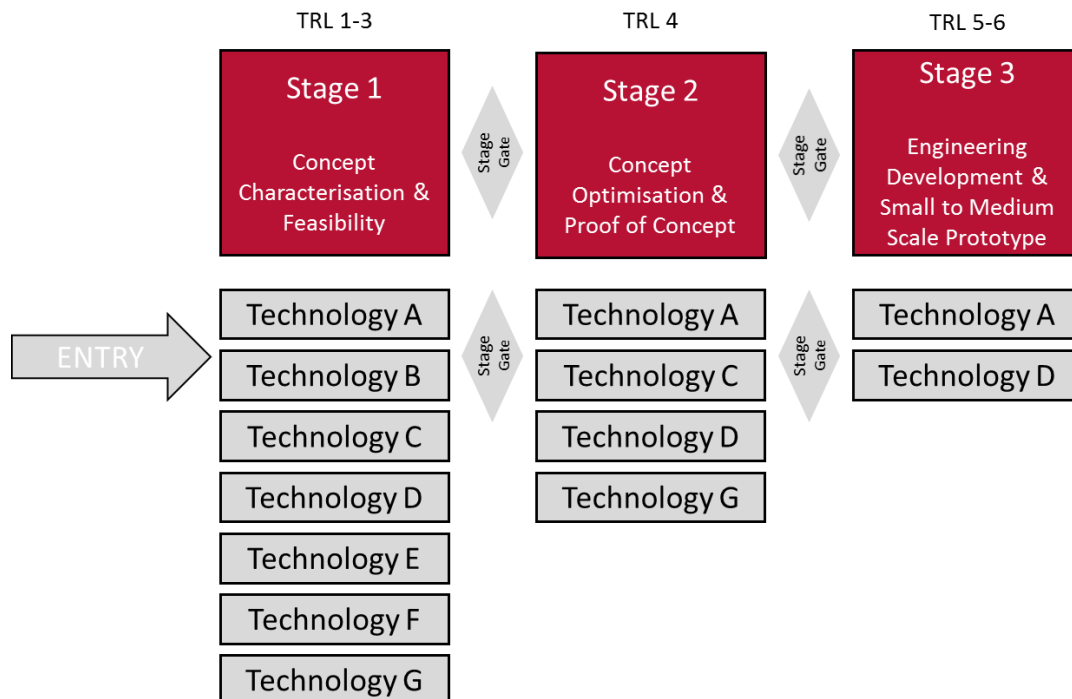 TRL 1-3
TRL 4
TRL 5-6
Stage 1
Concept
Characterisation &
Feasibility
Stage
Gate
Stage 2
Concept
Optimisation &
Proof of Concept
Stage
Gate
Stage 3
Engineering
Development &
Small to Medium
Scale Prototype
ENTRY
Technology A
Technology B
Technology C
Technology D
Technology E
Technology F
Technology G
Stage
Gate
Technology A
Technology C
Technology D
Technology G
Stage
Gate
Technology A
Technology D